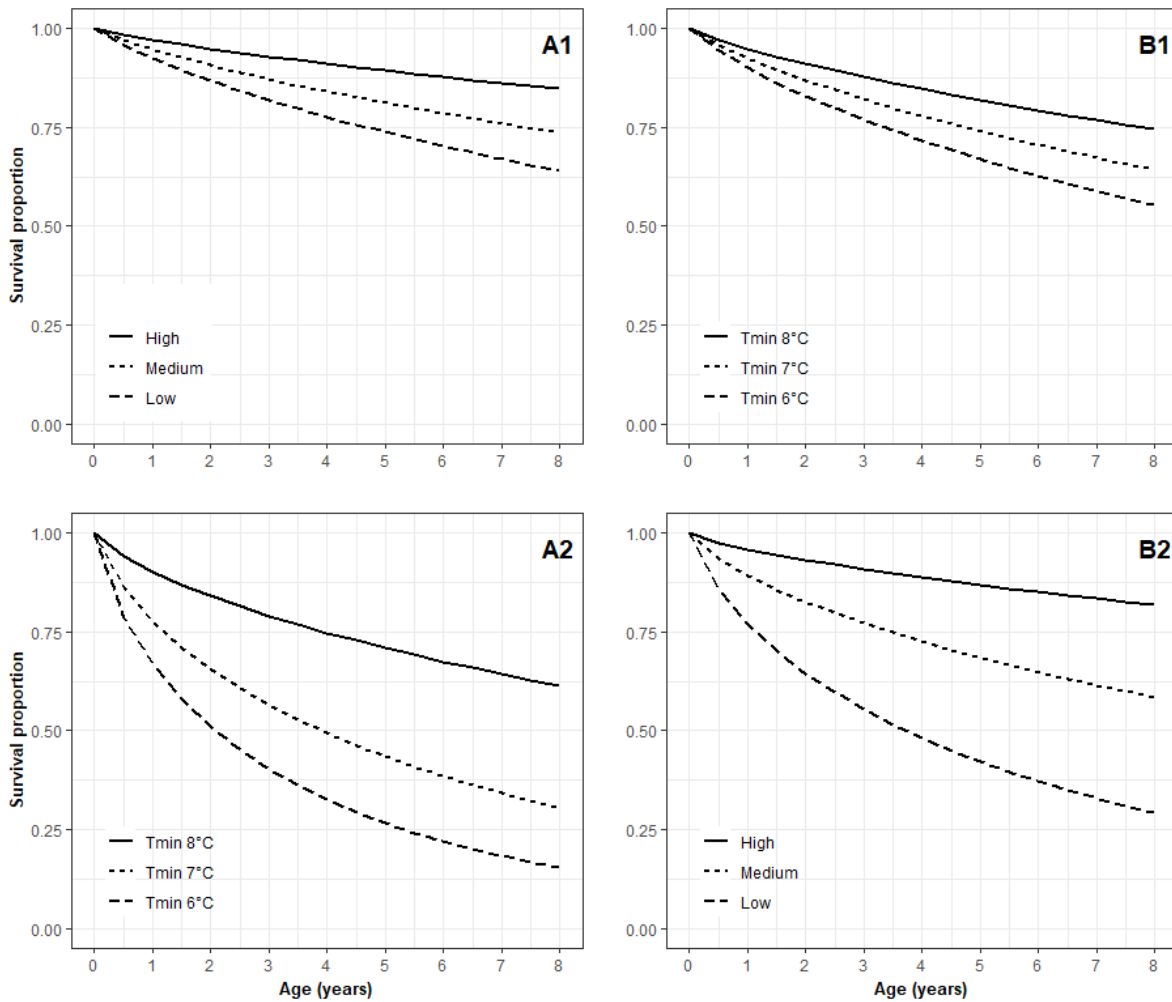 A1
1.00
0.75
0.50
0.25
0.00
Survival proportion
High
Medium
Low
0 1 2 3 4 5 6 7 8
B1
1.00
0.75
0.50
0.25
0.00
Tmin 8°C
Tmin 7°C
Tmin 6°C
0 1 2 3 4 5 6 7 8
A2
1.00
0.75
0.50
0.25
0.00
Survival proportion
Tmin 8°C
Tmin 7°C
Tmin 6°C
0 1 2 3 4 5 6 7 8
Age (years)
B2
1.00
0.75
0.50
0.25
0.00
High
Medium
Low
0 1 2 3 4 5 6 7 8
Age (years)